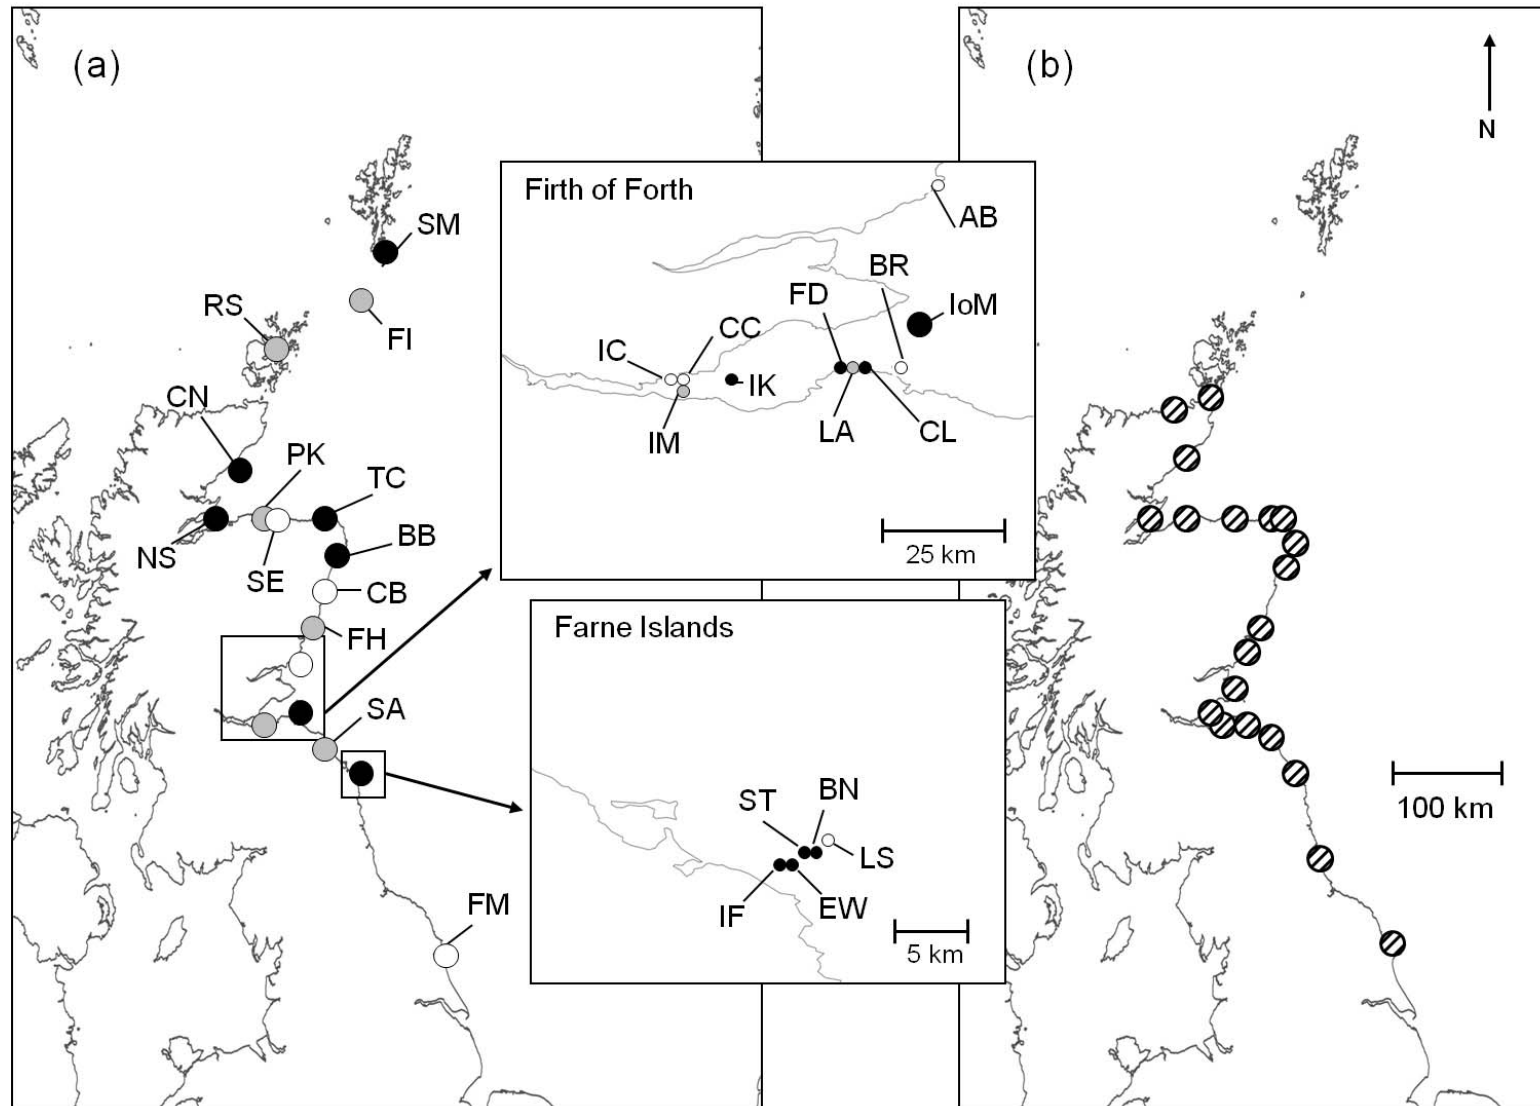 (a)
(b)
N
Firth of Forth
SM
AB
BR
RS
FD
IoM
FI
CC
IC
IK
CN
IM
LA
CL
PK
TC
25 km
BB
NS
SE
CB
Farne Islands
FH
SA
ST
BN
100 km
LS
IF
EW
FM
5 km